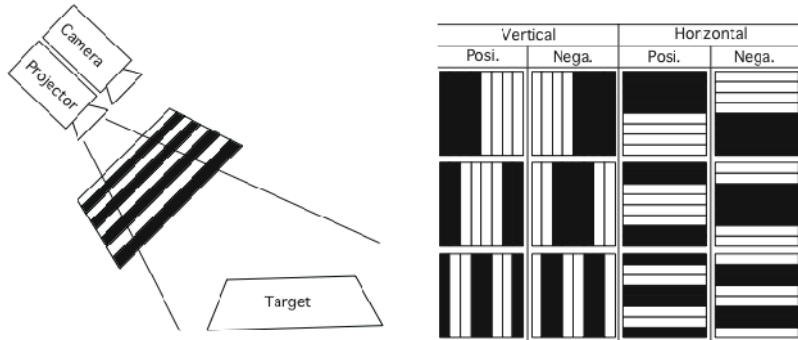 Camera
Projector
Target
Vertical Horizontal
Posi. Nega. Posi. Nega.